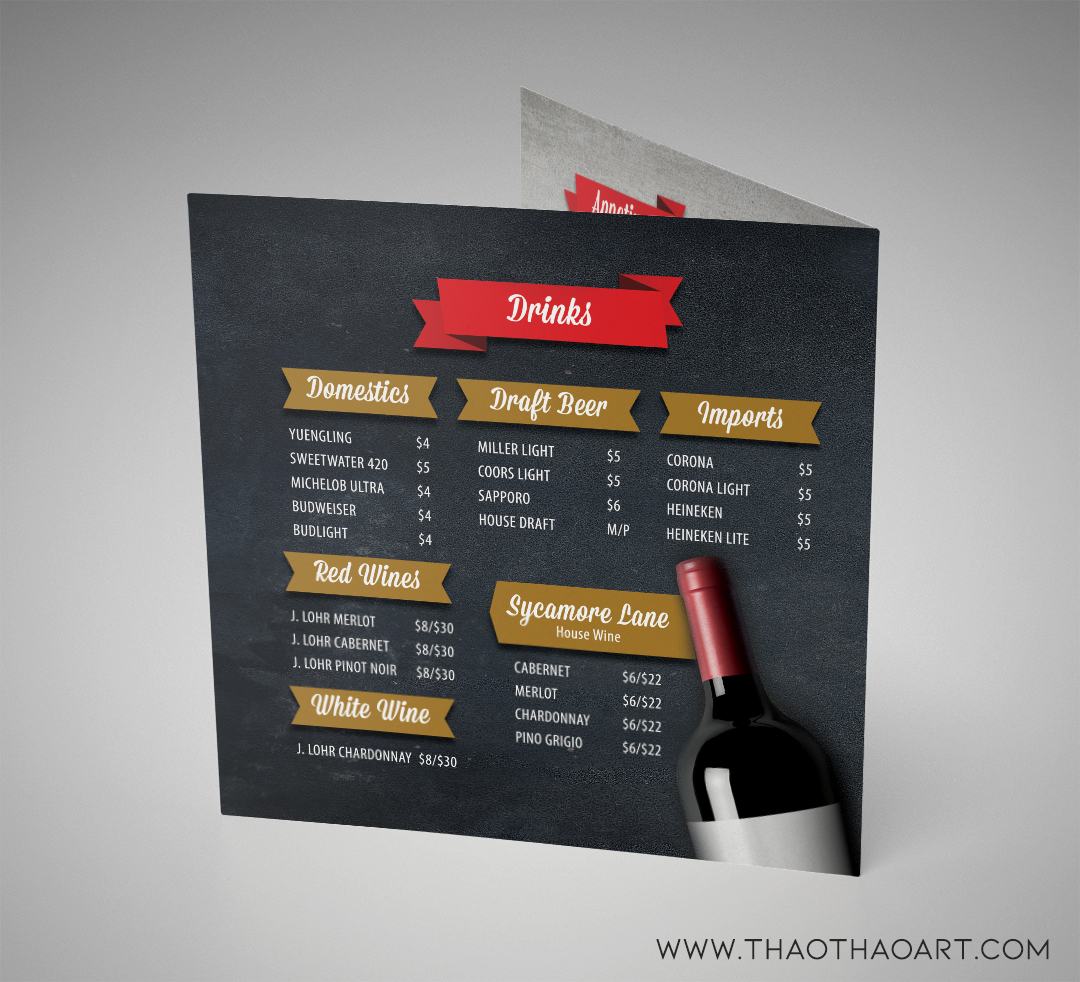 Appeti
Drinks
Domestics
YUENGLING $4
SWEETWATER 420 $5
MICHELOB ULTRA $4
BUDWEISER $4
BUDLIGHT $4
Draft Beer
MILLER LIGHT $5
COORS LIGHT $5
SAPPORO $6
HOUSE DRAFT M/P
Imports
CORONA $5
CORONA LIGHT $5
HEINEKEN $5
HEINEKEN LITE $5
Red Wines
J. LOHR MERLOT $8/$30
J. LOHR CABERNET $8/$30
J. LOHR PINOT NOIR $8/$30
White Wine
J. LOHR CHARDONNAY $8/$30
Sycamore Lane
House Wine
CABERNET $6/$22
MERLOT $6/$22
CHARDONNAY $6/$22
PINO GRIGIO $6/$22
WWW.THAOTHAOART.COM